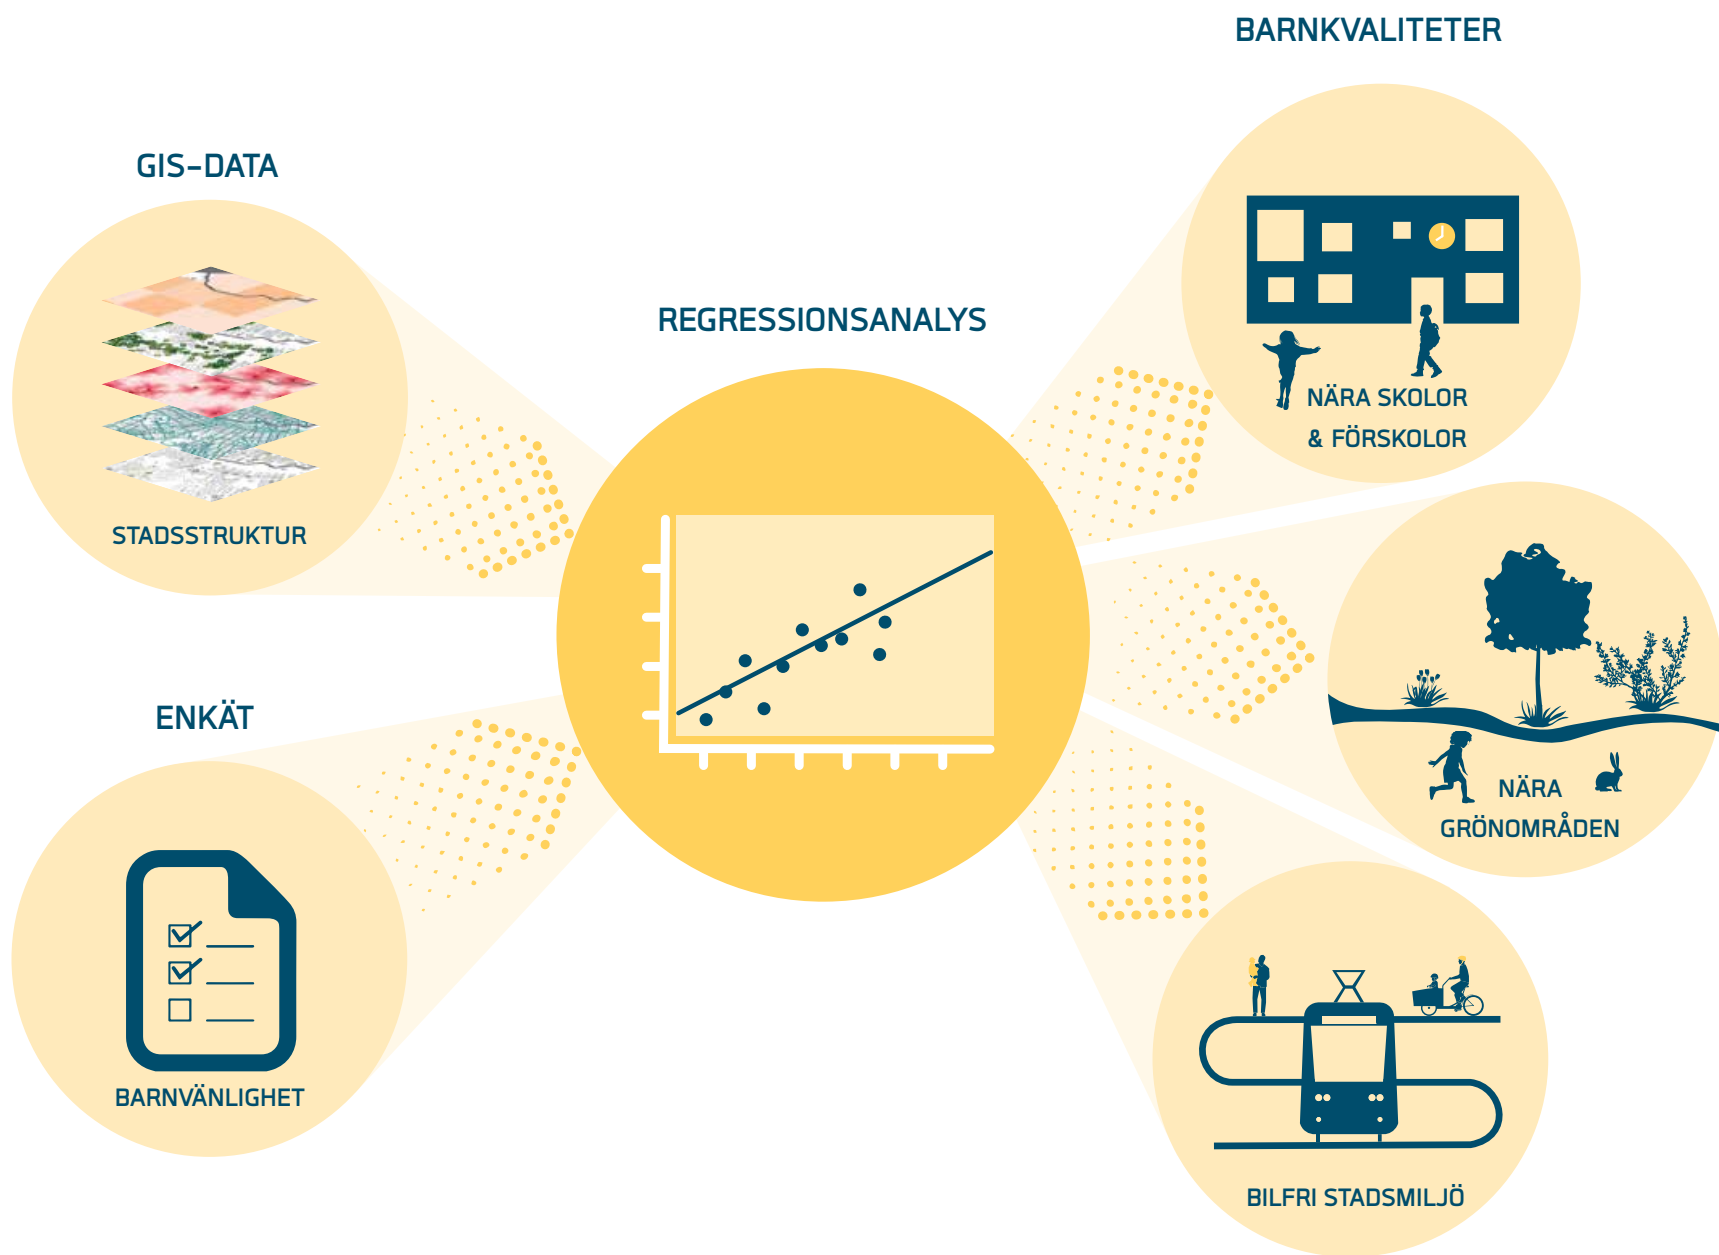 GIS-DATA
STADSSTRUKTUR
ENKÄT
BARNVÄNLIGHET
REGRESSIONSANALYS
BARNKVALITETER
NÄRA SKOLOR
& FÖRSKOLOR
NÄRA
GRÖNOMRÅDEN
BILFRI STADSMILJÖ